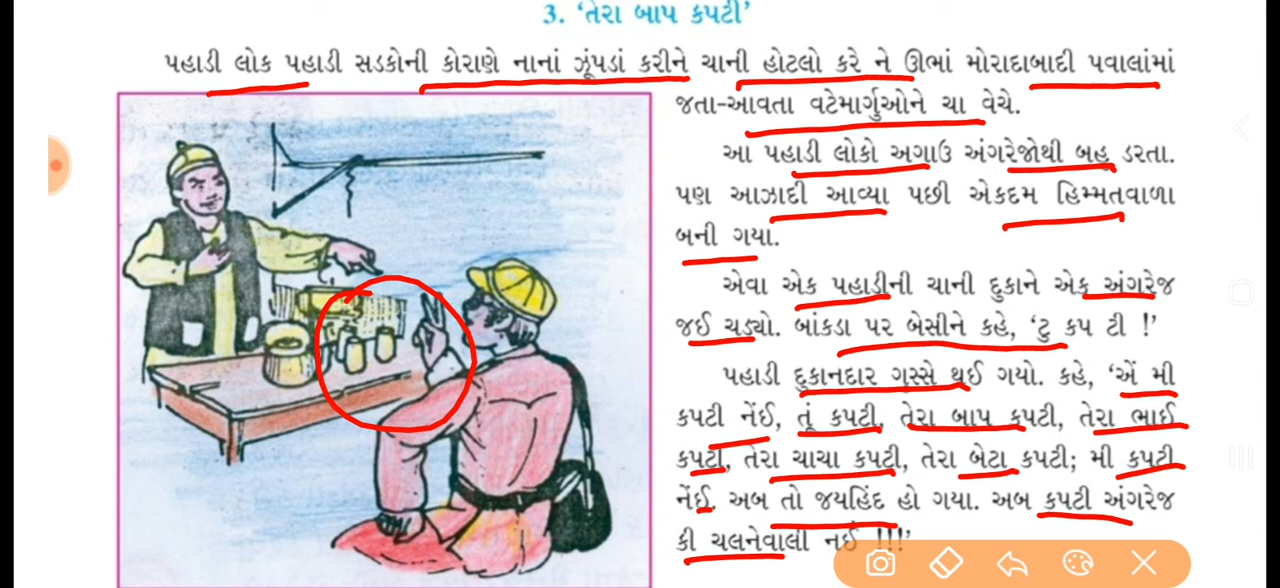 3. ‘તેરા બાપ કપટી’
પહાડી લોક પહાડી સડકોની કોરાણે નાનાં ઝૂંપડાં કરીને ચાની હોટલો કરે ને ઊભાં મોરાદાબાદી પવાલાંમાં
જતા-આવતા વટેમાર્ગુઓને ચા વેચે.
આ પહાડી લોકો અગાઉ અંગરેજોથી બહુ ડરતા.
પણ આઝાદી આવ્યા પછી એકદમ હિમ્મતવાળા
બની ગયા.
એવા એક પહાડીની ચાની દુકાને એક અંગરેજ
જઈ ચડ્યો. બાંકડા પર બેસીને કહે, ‘ટુ કપ ટી !’
પહાડી દુકાનદાર ગુસ્સે થઈ ગયો. કહે, ‘એં મી
કપટી નેંઈ, તૂં કપટી, તેરા બાપ કપટી, તેરા ભાઈ
કપટી, તેરા ચાચા કપટી, તેરા બેટા કપટી; મી કપટી
નેંઈ. અબ તો જયહિંદ હો ગયા. અબ કપટી અંગરેજ
કી ચલનેવાલી નઈ !!!’